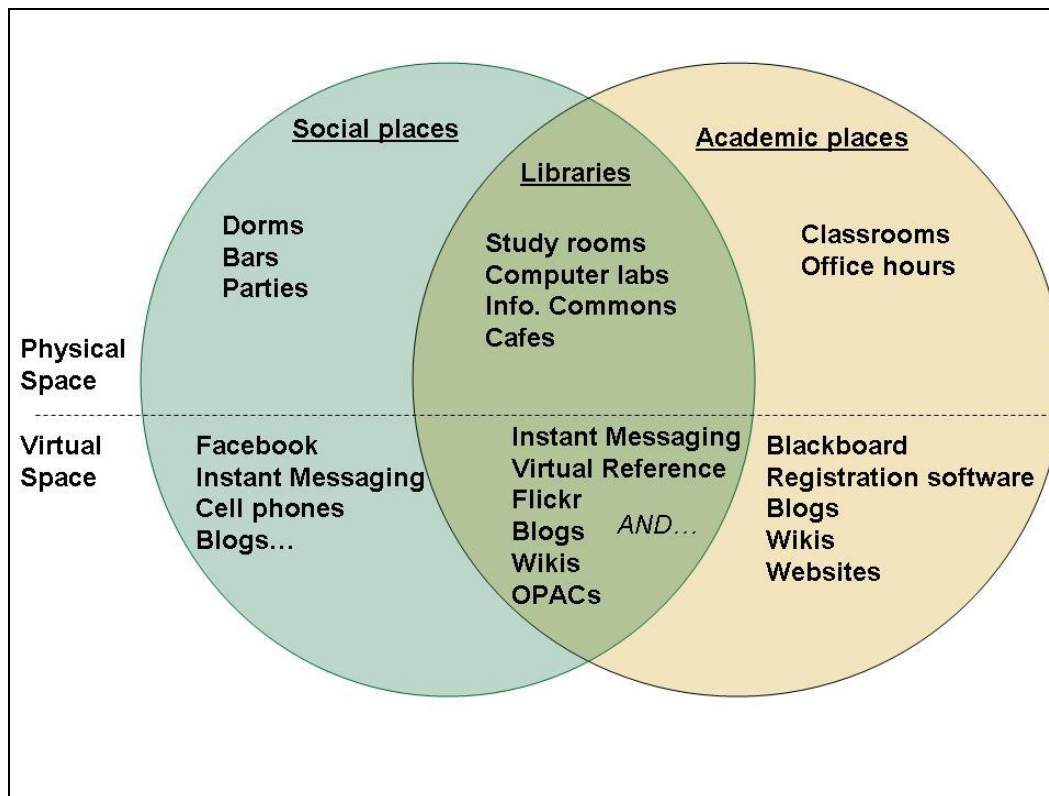 Social places
Dorms
Bars
Parties
Libraries
Study rooms
Computer labs
Info. Commons
Cafes
Academic places
Classrooms
Office hours
Physical
Space
Virtual
Space
Facebook
Instant Messaging
Cell phones
Blogs…
Instant Messaging
Virtual Reference
Flickr
Blogs
AND…
Wikis
OPACs
Blackboard
Registration software
Blogs
Wikis
Websites